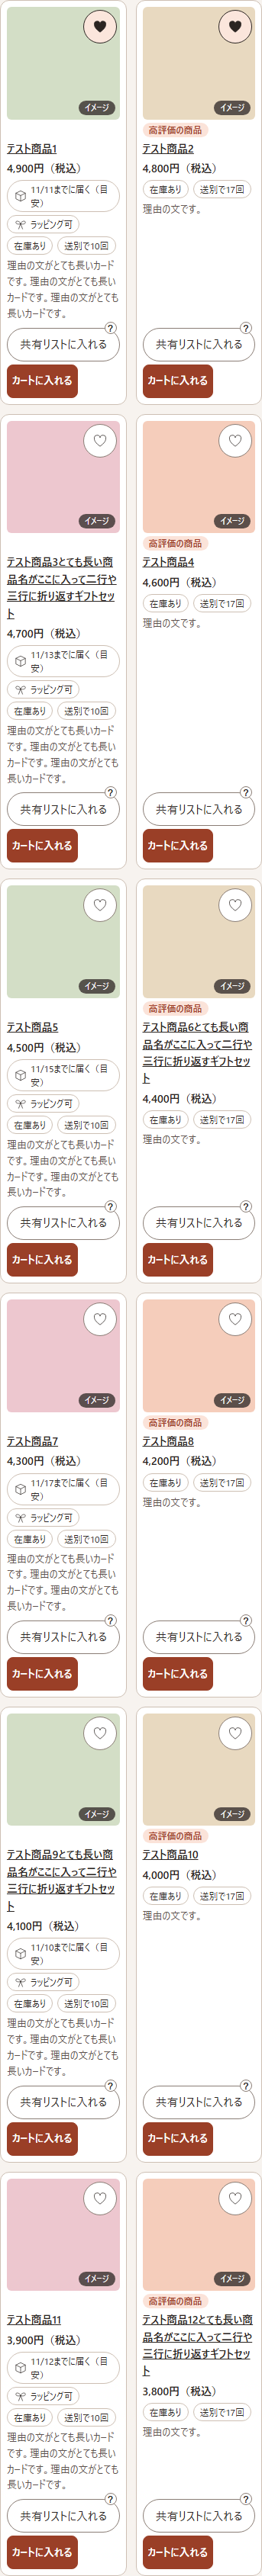 イメージ
テスト商品1
4,900円（税込）
11/11までに届く（目
安）
ラッピング可
在庫あり
送別で10回
理由の文がとても長いカード
です。理由の文がとても長い
カードです。理由の文がとても
長いカードです。
?
共有リストに入れる
カートに入れる
イメージ
高評価の商品
テスト商品2
4,800円（税込）
在庫あり
送別で17回
理由の文です。
?
共有リストに入れる
カートに入れる
イメージ
テスト商品3とても長い商
品名がここに入って二行や
三行に折り返すギフトセッ
ト
4,700円（税込）
11/13までに届く（目
安）
ラッピング可
在庫あり
送別で10回
理由の文がとても長いカード
です。理由の文がとても長い
カードです。理由の文がとても
長いカードです。
?
共有リストに入れる
カートに入れる
イメージ
高評価の商品
テスト商品4
4,600円（税込）
在庫あり
送別で17回
理由の文です。
?
共有リストに入れる
カートに入れる
イメージ
テスト商品5
4,500円（税込）
11/15までに届く（目
安）
ラッピング可
在庫あり
送別で10回
理由の文がとても長いカード
です。理由の文がとても長い
カードです。理由の文がとても
長いカードです。
?
共有リストに入れる
カートに入れる
イメージ
高評価の商品
テスト商品6とても長い商
品名がここに入って二行や
三行に折り返すギフトセッ
ト
4,400円（税込）
在庫あり
送別で17回
理由の文です。
?
共有リストに入れる
カートに入れる
イメージ
テスト商品7
4,300円（税込）
11/17までに届く（目
安）
ラッピング可
在庫あり
送別で10回
理由の文がとても長いカード
です。理由の文がとても長い
カードです。理由の文がとても
長いカードです。
?
共有リストに入れる
カートに入れる
イメージ
高評価の商品
テスト商品8
4,200円（税込）
在庫あり
送別で17回
理由の文です。
?
共有リストに入れる
カートに入れる
イメージ
テスト商品9とても長い商
品名がここに入って二行や
三行に折り返すギフトセッ
ト
4,100円（税込）
11/10までに届く（目
安）
ラッピング可
在庫あり
送別で10回
理由の文がとても長いカード
です。理由の文がとても長い
カードです。理由の文がとても
長いカードです。
?
共有リストに入れる
カートに入れる
イメージ
高評価の商品
テスト商品10
4,000円（税込）
在庫あり
送別で17回
理由の文です。
?
共有リストに入れる
カートに入れる
イメージ
テスト商品11
3,900円（税込）
11/12までに届く（目
安）
ラッピング可
在庫あり
送別で10回
理由の文がとても長いカード
です。理由の文がとても長い
カードです。理由の文がとても
長いカードです。
?
共有リストに入れる
カートに入れる
イメージ
高評価の商品
テスト商品12とても長い商
品名がここに入って二行や
三行に折り返すギフトセッ
ト
3,800円（税込）
在庫あり
送別で17回
理由の文です。
?
共有リストに入れる
カートに入れる